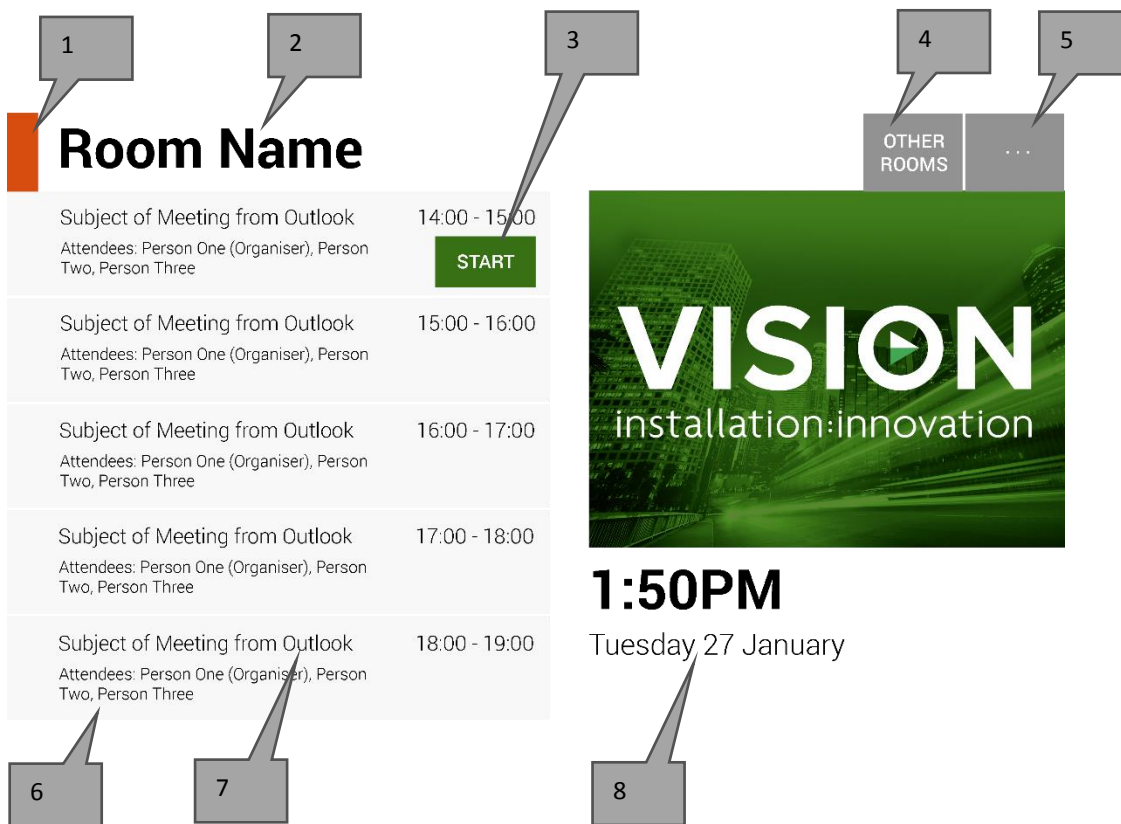 1
2
3
4
5
Room Name
OTHER
ROOMS
...
Subject of Meeting from Outlook
14:00 - 15:00
Attendees: Person One (Organiser), Person
Two, Person Three
START
Subject of Meeting from Outlook
15:00 - 16:00
Attendees: Person One (Organiser), Person
Two, Person Three
Subject of Meeting from Outlook
16:00 - 17:00
Attendees: Person One (Organiser), Person
Two, Person Three
Subject of Meeting from Outlook
17:00 - 18:00
Attendees: Person One (Organiser), Person
Two, Person Three
Subject of Meeting from Outlook
18:00 - 19:00
Attendees: Person One (Organiser), Person
Two, Person Three
VISION
installation:innovation
1:50PM
Tuesday 27 January
6
7
8